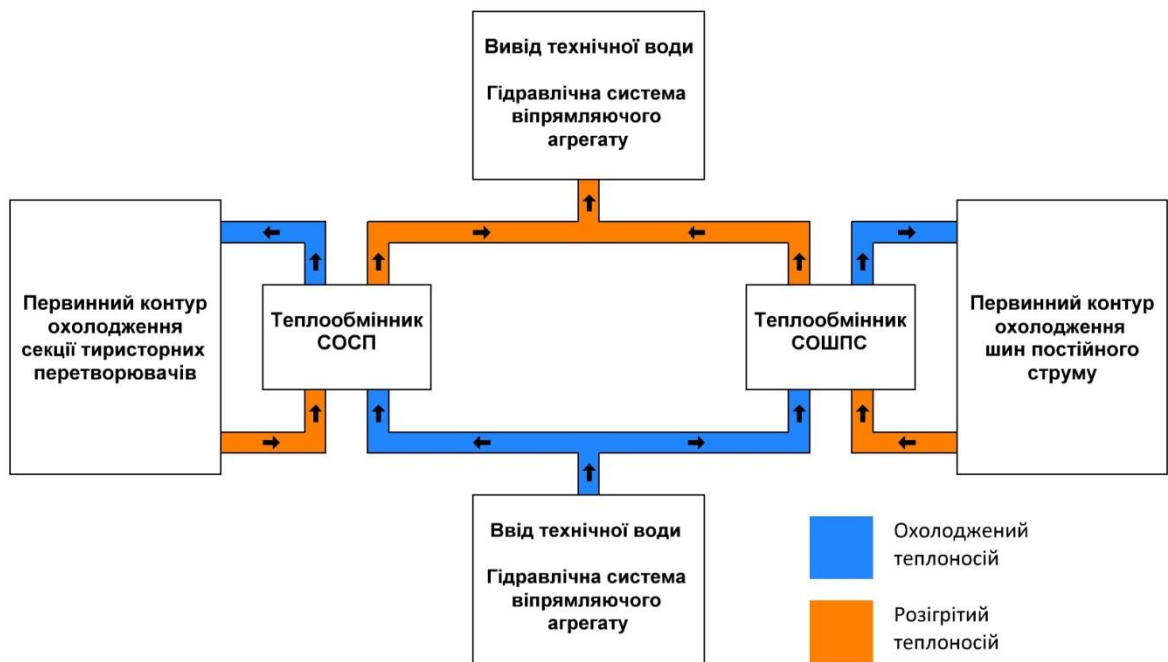 Вивід технічної води
Гідравлічна система
віпрямляючого
агрегату
Первинний контур
охолодження
секції тиристорних
перетворювачів
Теплообмінник
СОСП
Теплообмінник
СОШПС
Первинний контур
охолодження
шин постійного
струму
Ввід технічної води
Гідравлічна система
віпрямляючого
агрегату
Охолоджений
теплоносій
Розігрітий
теплоносій